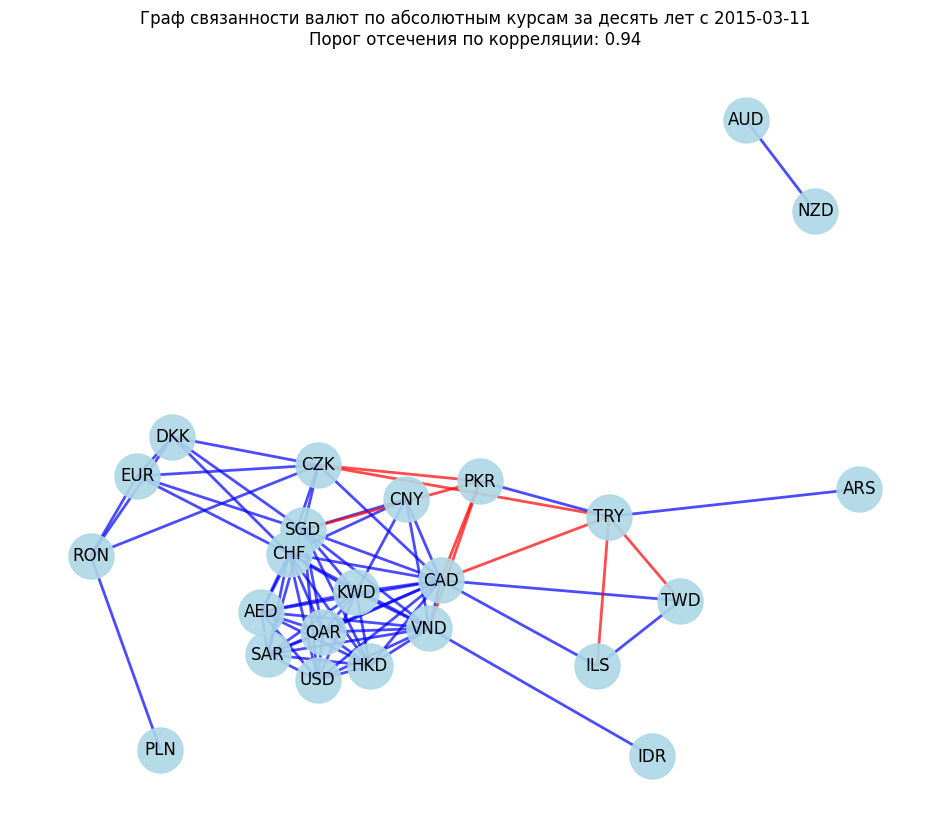 Граф связанности валют по абсолютным курсам за десять лет с 2015-03-11
Порог отсечения по корреляции: 0.94
AUD
NZD
DKK
CZK
EUR
PKR
ARS
CNY
TRY
SGD
CHF
RON
CAD
KWD
TWD
AED
VND
QAR
SAR
HKD
ILS
USD
PLN
IDR